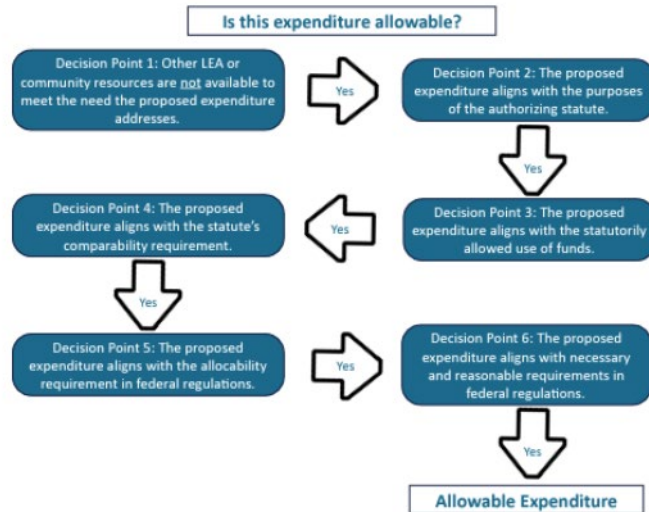 Is this expenditure allowable?
Decision Point 1: Other LEA or
community resources are not available to
meet the need the proposed expenditure
addresses.
Yes
Decision Point 2: The proposed
expenditure aligns with the purposes
of the authorizing statute.
Yes
Decision Point 3: The proposed
expenditure aligns with the statutorily
allowed use of funds.
Yes
Decision Point 4: The proposed
expenditure aligns with the statute's
comparability requirement.
Yes
Decision Point 5: The proposed
expenditure aligns with the allocability
requirement in federal regulations.
Yes
Decision Point 6: The proposed
expenditure aligns with necessary
and reasonable requirements in
federal regulations.
Yes
Allowable Expenditure